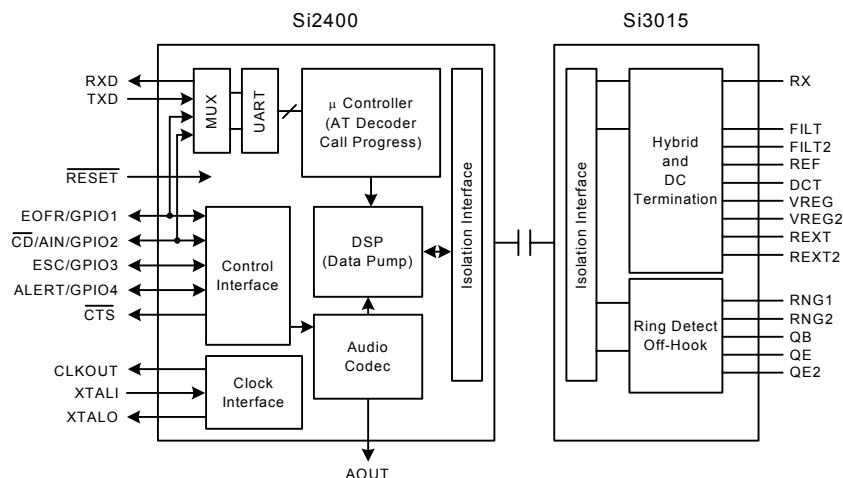 Si2400
Si3015
RXD
TXD
RESET
EOFR/GPIO1
CD/AIN/GPIO2
ESC/GPIO3
ALERT/GPIO4
CTS
CLKOUT
XTALI
XTALO
MUX
UART
μ Controller
(AT Decoder
Call Progress)
Control
Interface
DSP
(Data Pump)
Clock
Interface
Audio
Codec
AOUT
Isolation Interface
Isolation Interface
Hybrid
and
DC
Termination
Ring Detect
Off-Hook
RX
FILT
FILT2
REF
DCT
VREG
VREG2
REXT
REXT2
RNG1
RNG2
QB
QE
QE2